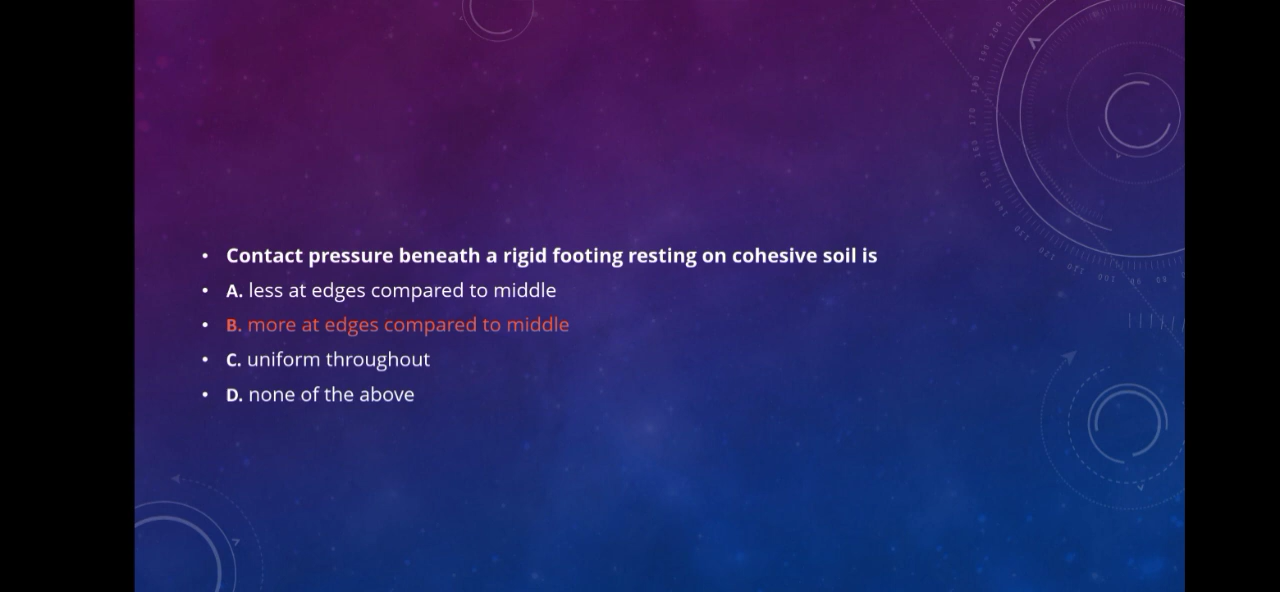 • Contact pressure beneath a rigid footing resting on cohesive soil is
• A. less at edges compared to middle
• B. more at edges compared to middle
• C. uniform throughout
• D. none of the above